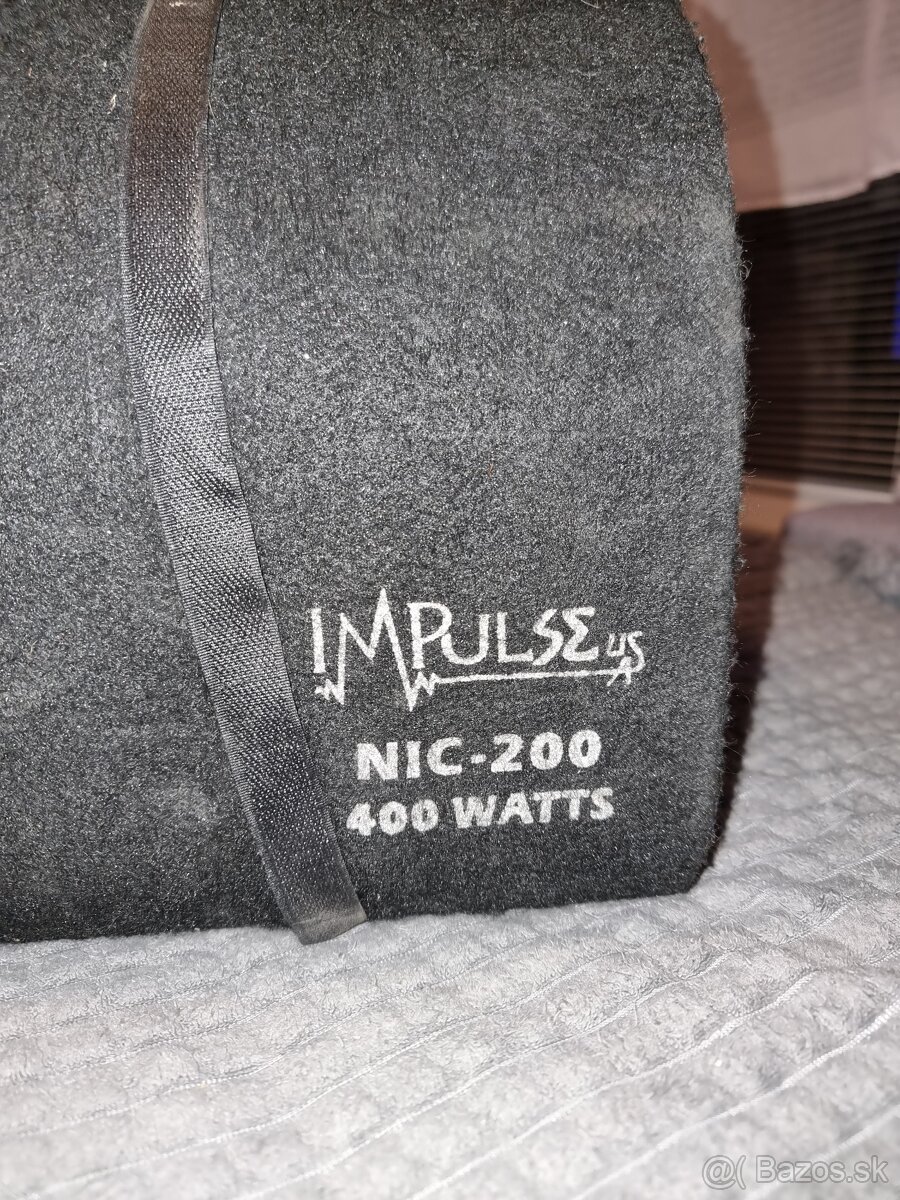 IMPULSE US
NIC-200
400 WATTS
@( Bazos.sk